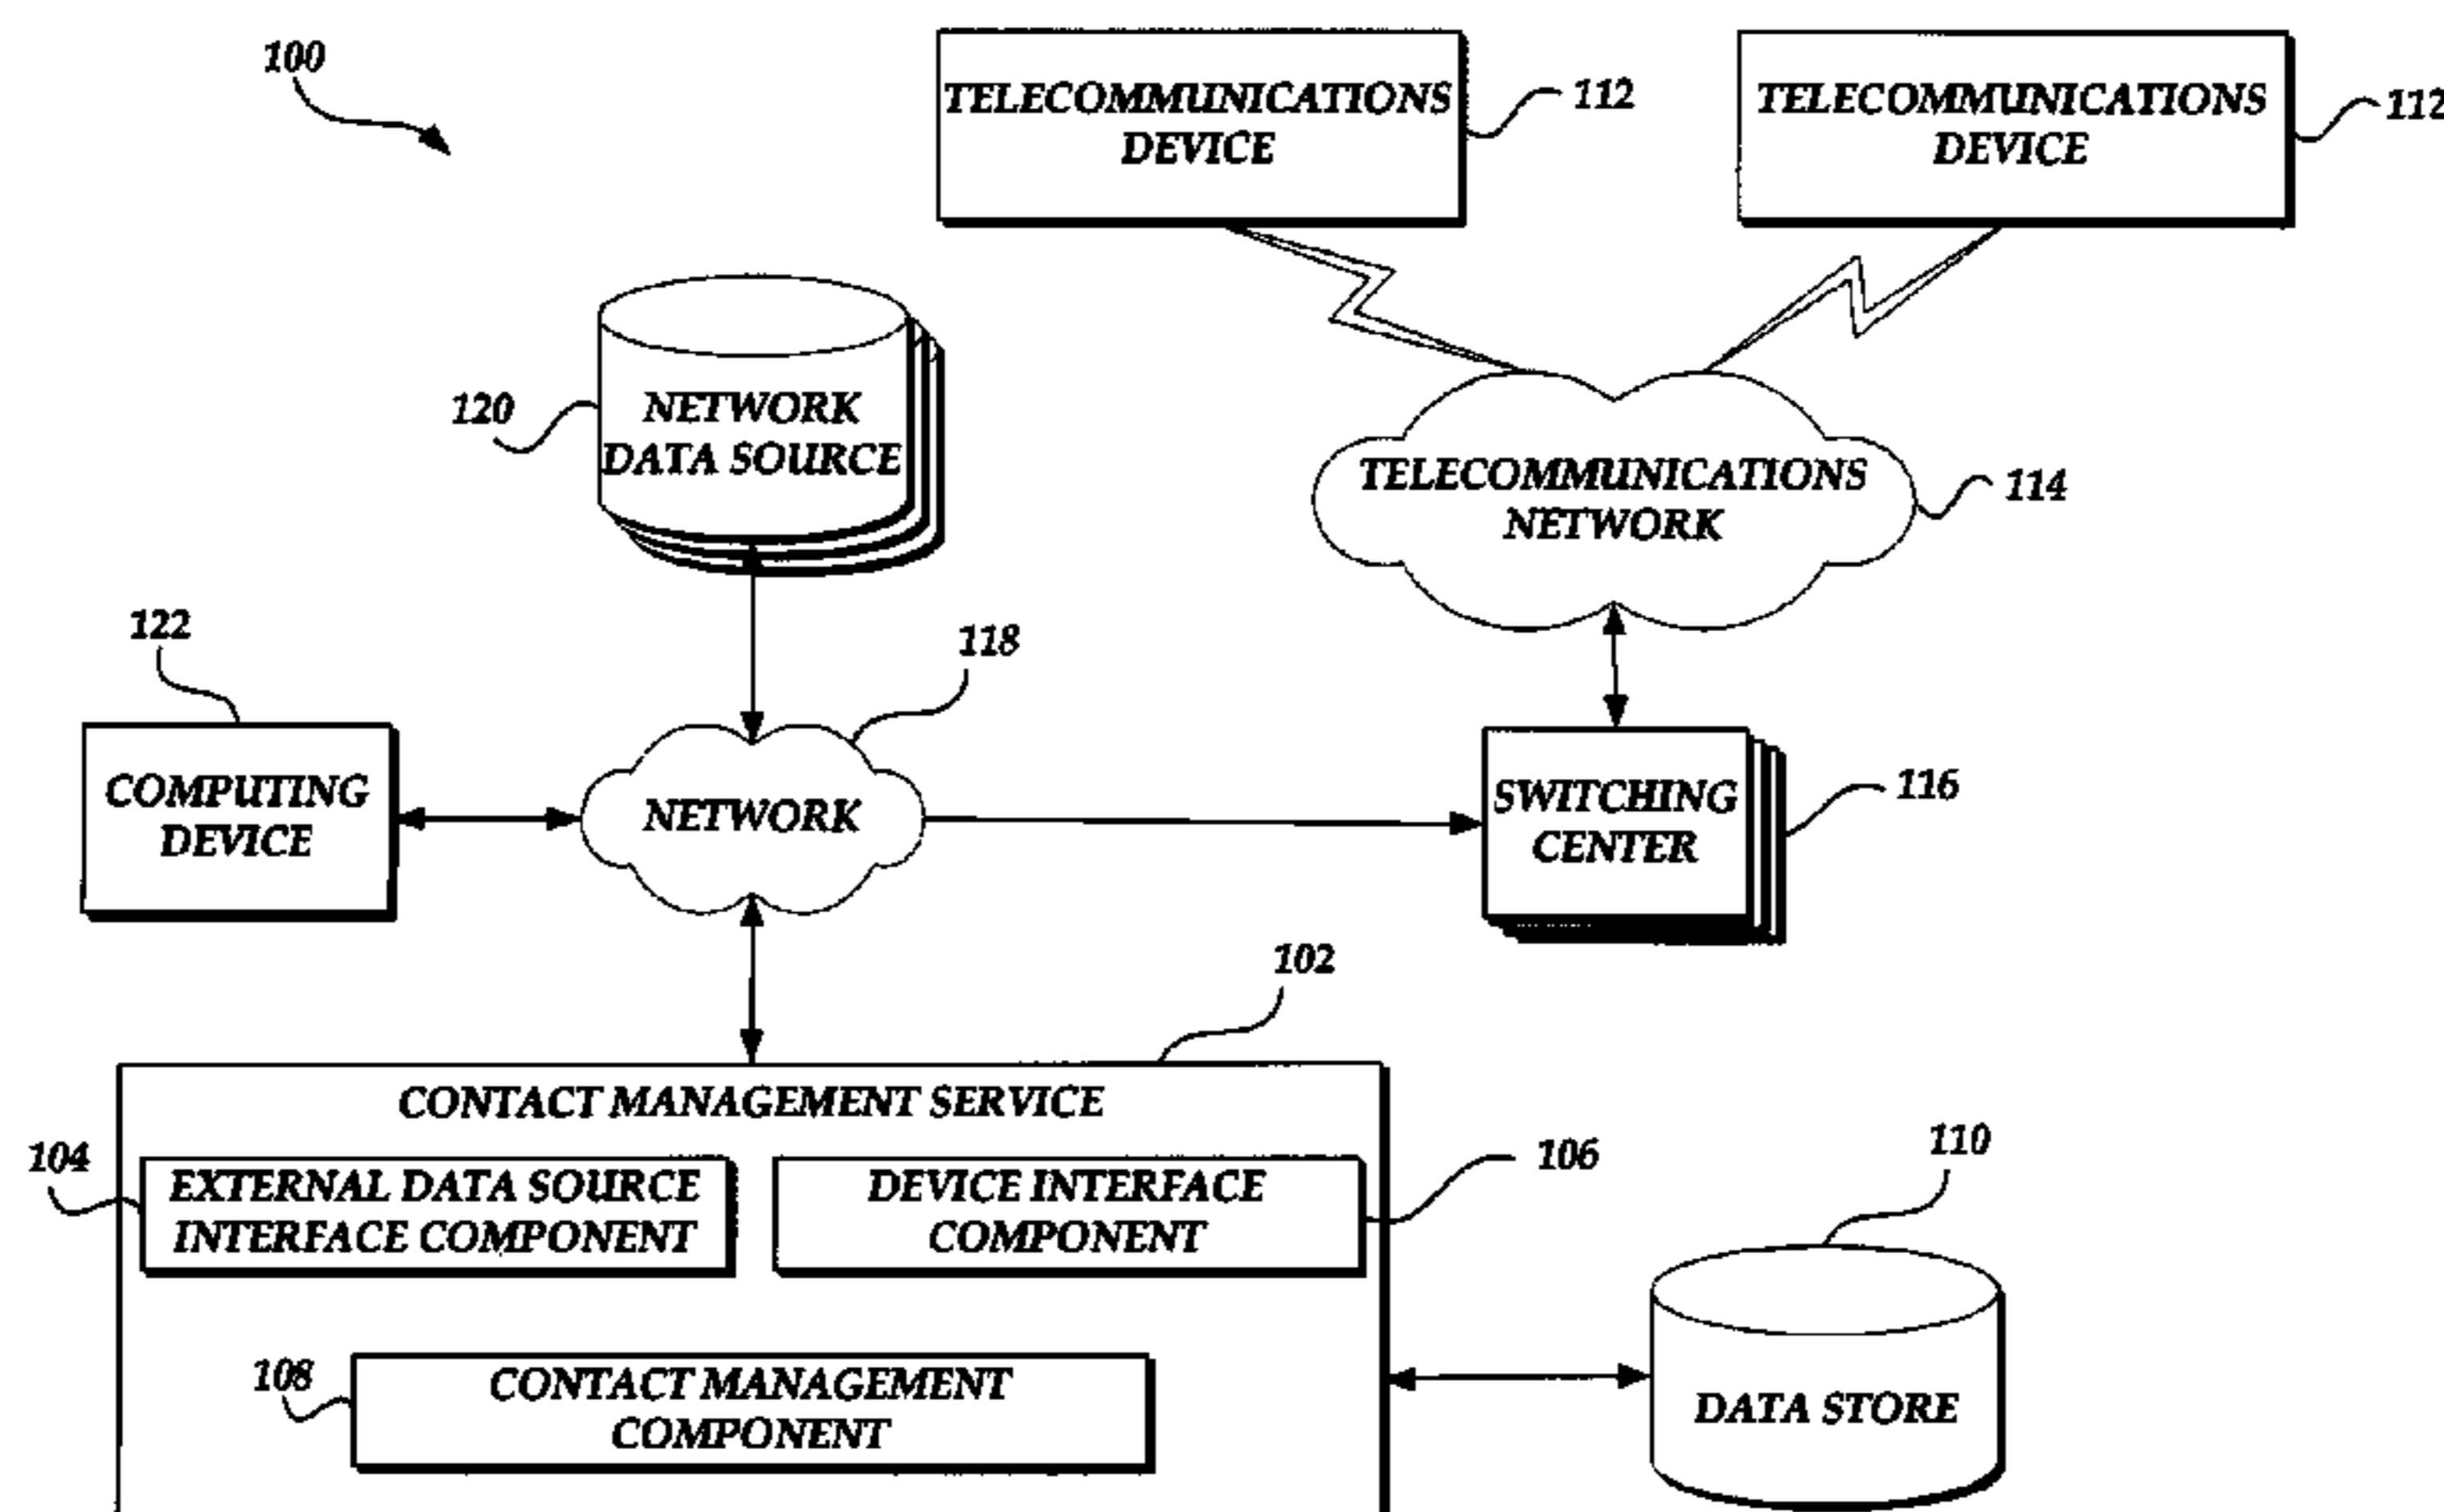 100
TELECOMMUNICATIONS
DEVICE
112
TELECOMMUNICATIONS
DEVICE
112
120
NETWORK
DATA SOURCE
TELECOMMUNICATIONS
NETWORK
114
122
118
COMPUTING
DEVICE
NETWORK
SWITCHING
CENTER
116
102
CONTACT MANAGEMENT SERVICE
104
EXTERNAL DATA SOURCE
INTERFACE COMPONENT
DEVICE INTERFACE
COMPONENT
106
110
108
CONTACT MANAGEMENT
COMPONENT
DATA STORE